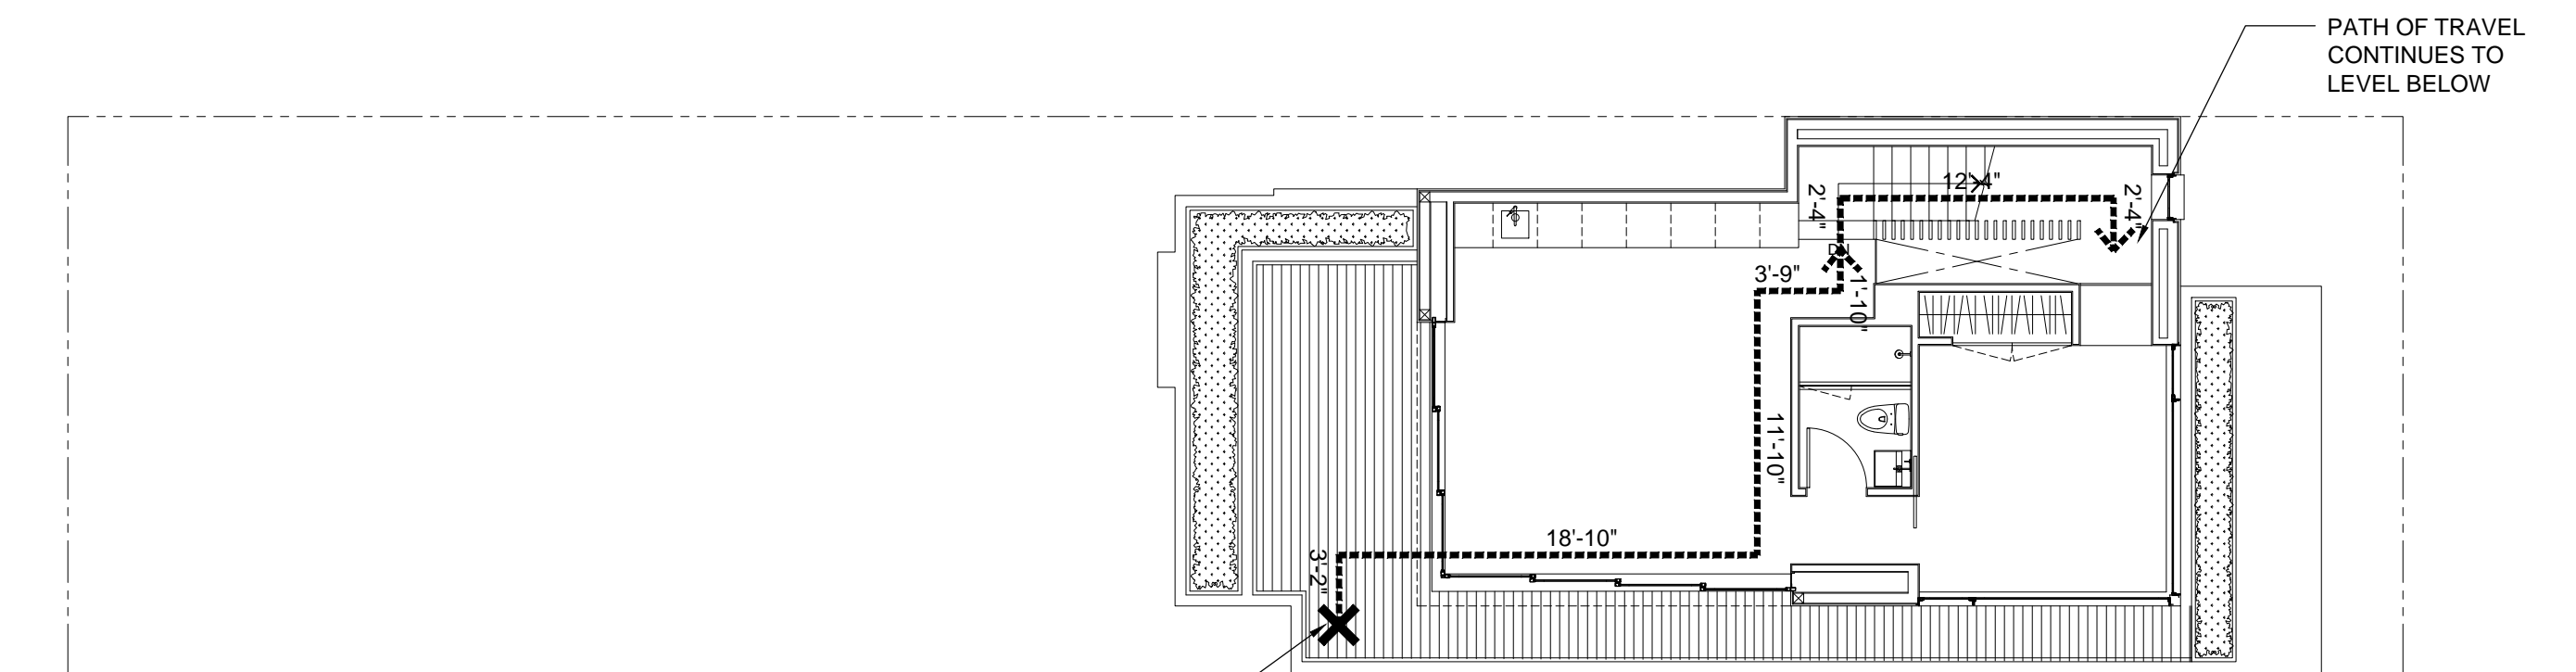 PATH OF TRAVEL
CONTINUES TO
LEVEL BELOW
12'-4"
2'-4"
2'-4"
DN
3'-9"
1'-10"
11'-10"
18'-10"
3'-2"